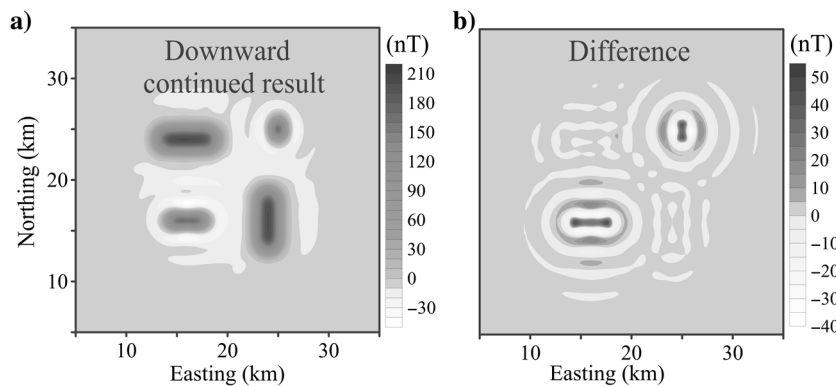 a)
Downward
continued result
(nT)
210
180
150
120
90
60
30
0
−30
30
20
10
Northing (km)
10
20
30
Easting (km)
b)
Difference
(nT)
50
40
30
20
10
0
−10
−20
−30
−40
10
20
30
Easting (km)